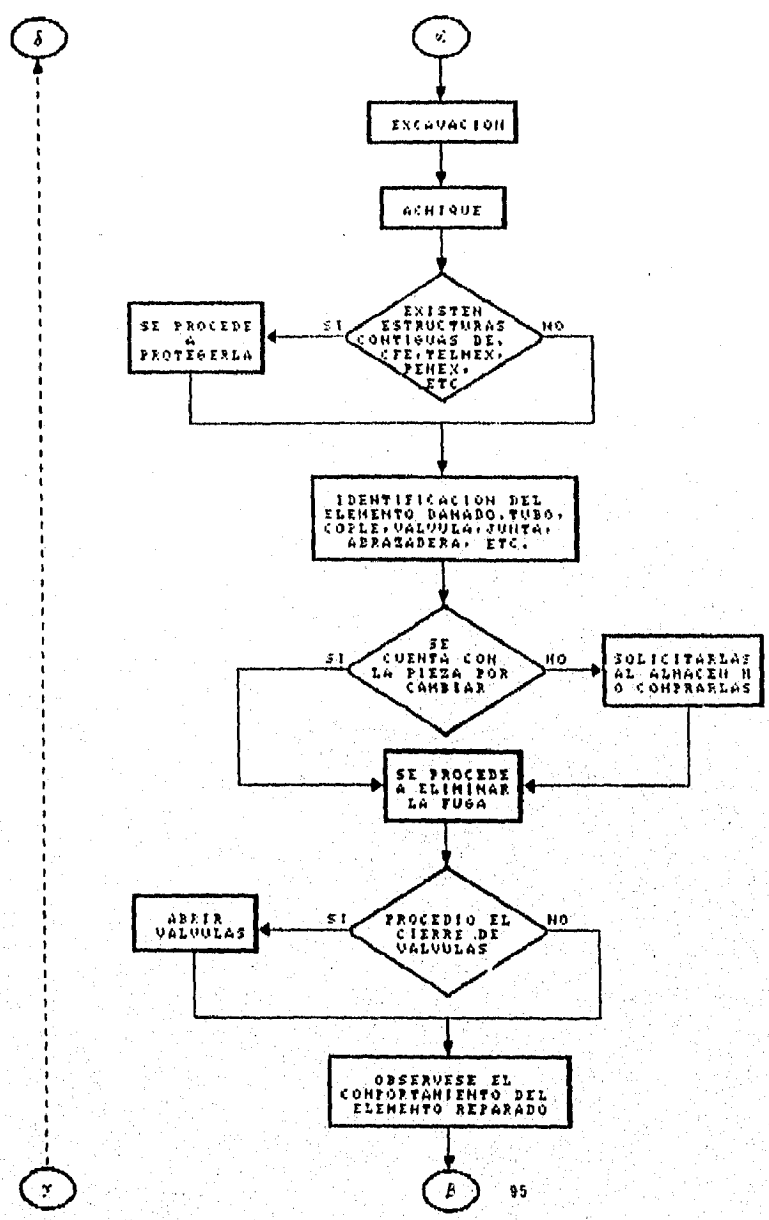 δ
α
EXCAVACION
ACHIQUE
EXISTEN
ESTRUCTURAS
CONTIGUAS DE,
CFE, TELMEX,
PEMEX,
ETC
SI
NO
SE PROCEDE
A
PROTEGERLA
IDENTIFICACION DEL
ELEMENTO DANADO, TUBO,
COPLE, VALVULA, JUNTA,
ABRAZADERA, ETC.
SE
CUENTA CON
LA PIEZA POR
CAMBIAR
SI
NO
SOLICITARLAS
AL ALMACEN
O COMPRARLAS
SE PROCEDE
A ELIMINAR
LA FUGA
PROCEDIO EL
CIERRE DE
VALVULAS
SI
NO
ABRIR
VALVULAS
OBSERVESE EL
COMPORTAMIENTO DEL
ELEMENTO REPARADO
γ
β
95